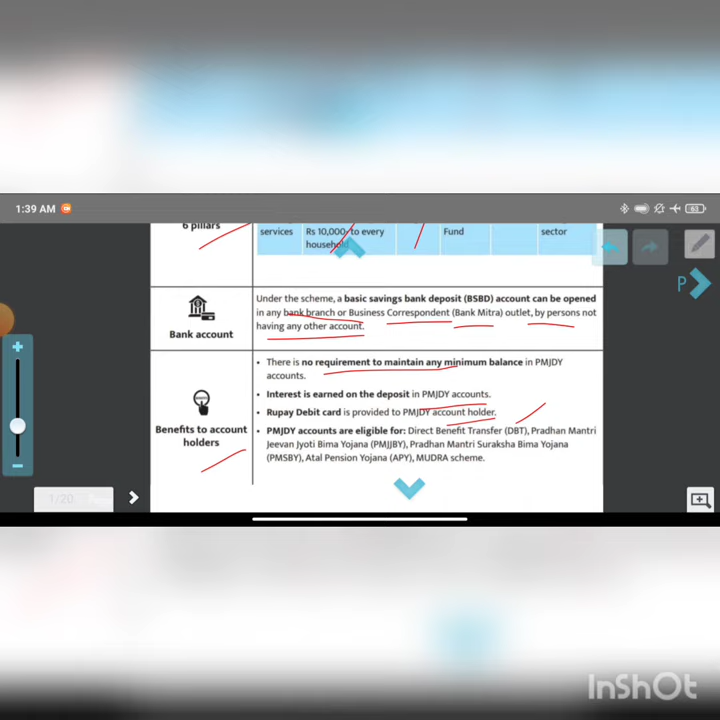 1:39 AM
6 pillars
services
Rs 10,000 to every
household
Fund
sector
P
Bank account
Under the scheme, a basic savings bank deposit (BSBD) account can be opened
in any bank branch or Business Correspondent (Bank Mitra) outlet, by persons not
having any other account.
Benefits to account
holders
• There is no requirement to maintain any minimum balance in PMJDY
accounts.
• Interest is earned on the deposit in PMJDY accounts.
• Rupay Debit card is provided to PMJDY account holder.
• PMJDY accounts are eligible for: Direct Benefit Transfer (DBT), Pradhan Mantri
Jeevan Jyoti Bima Yojana (PMJJBY), Pradhan Mantri Suraksha Bima Yojana
(PMSBY), Atal Pension Yojana (APY), MUDRA scheme.
1/20
InShOt